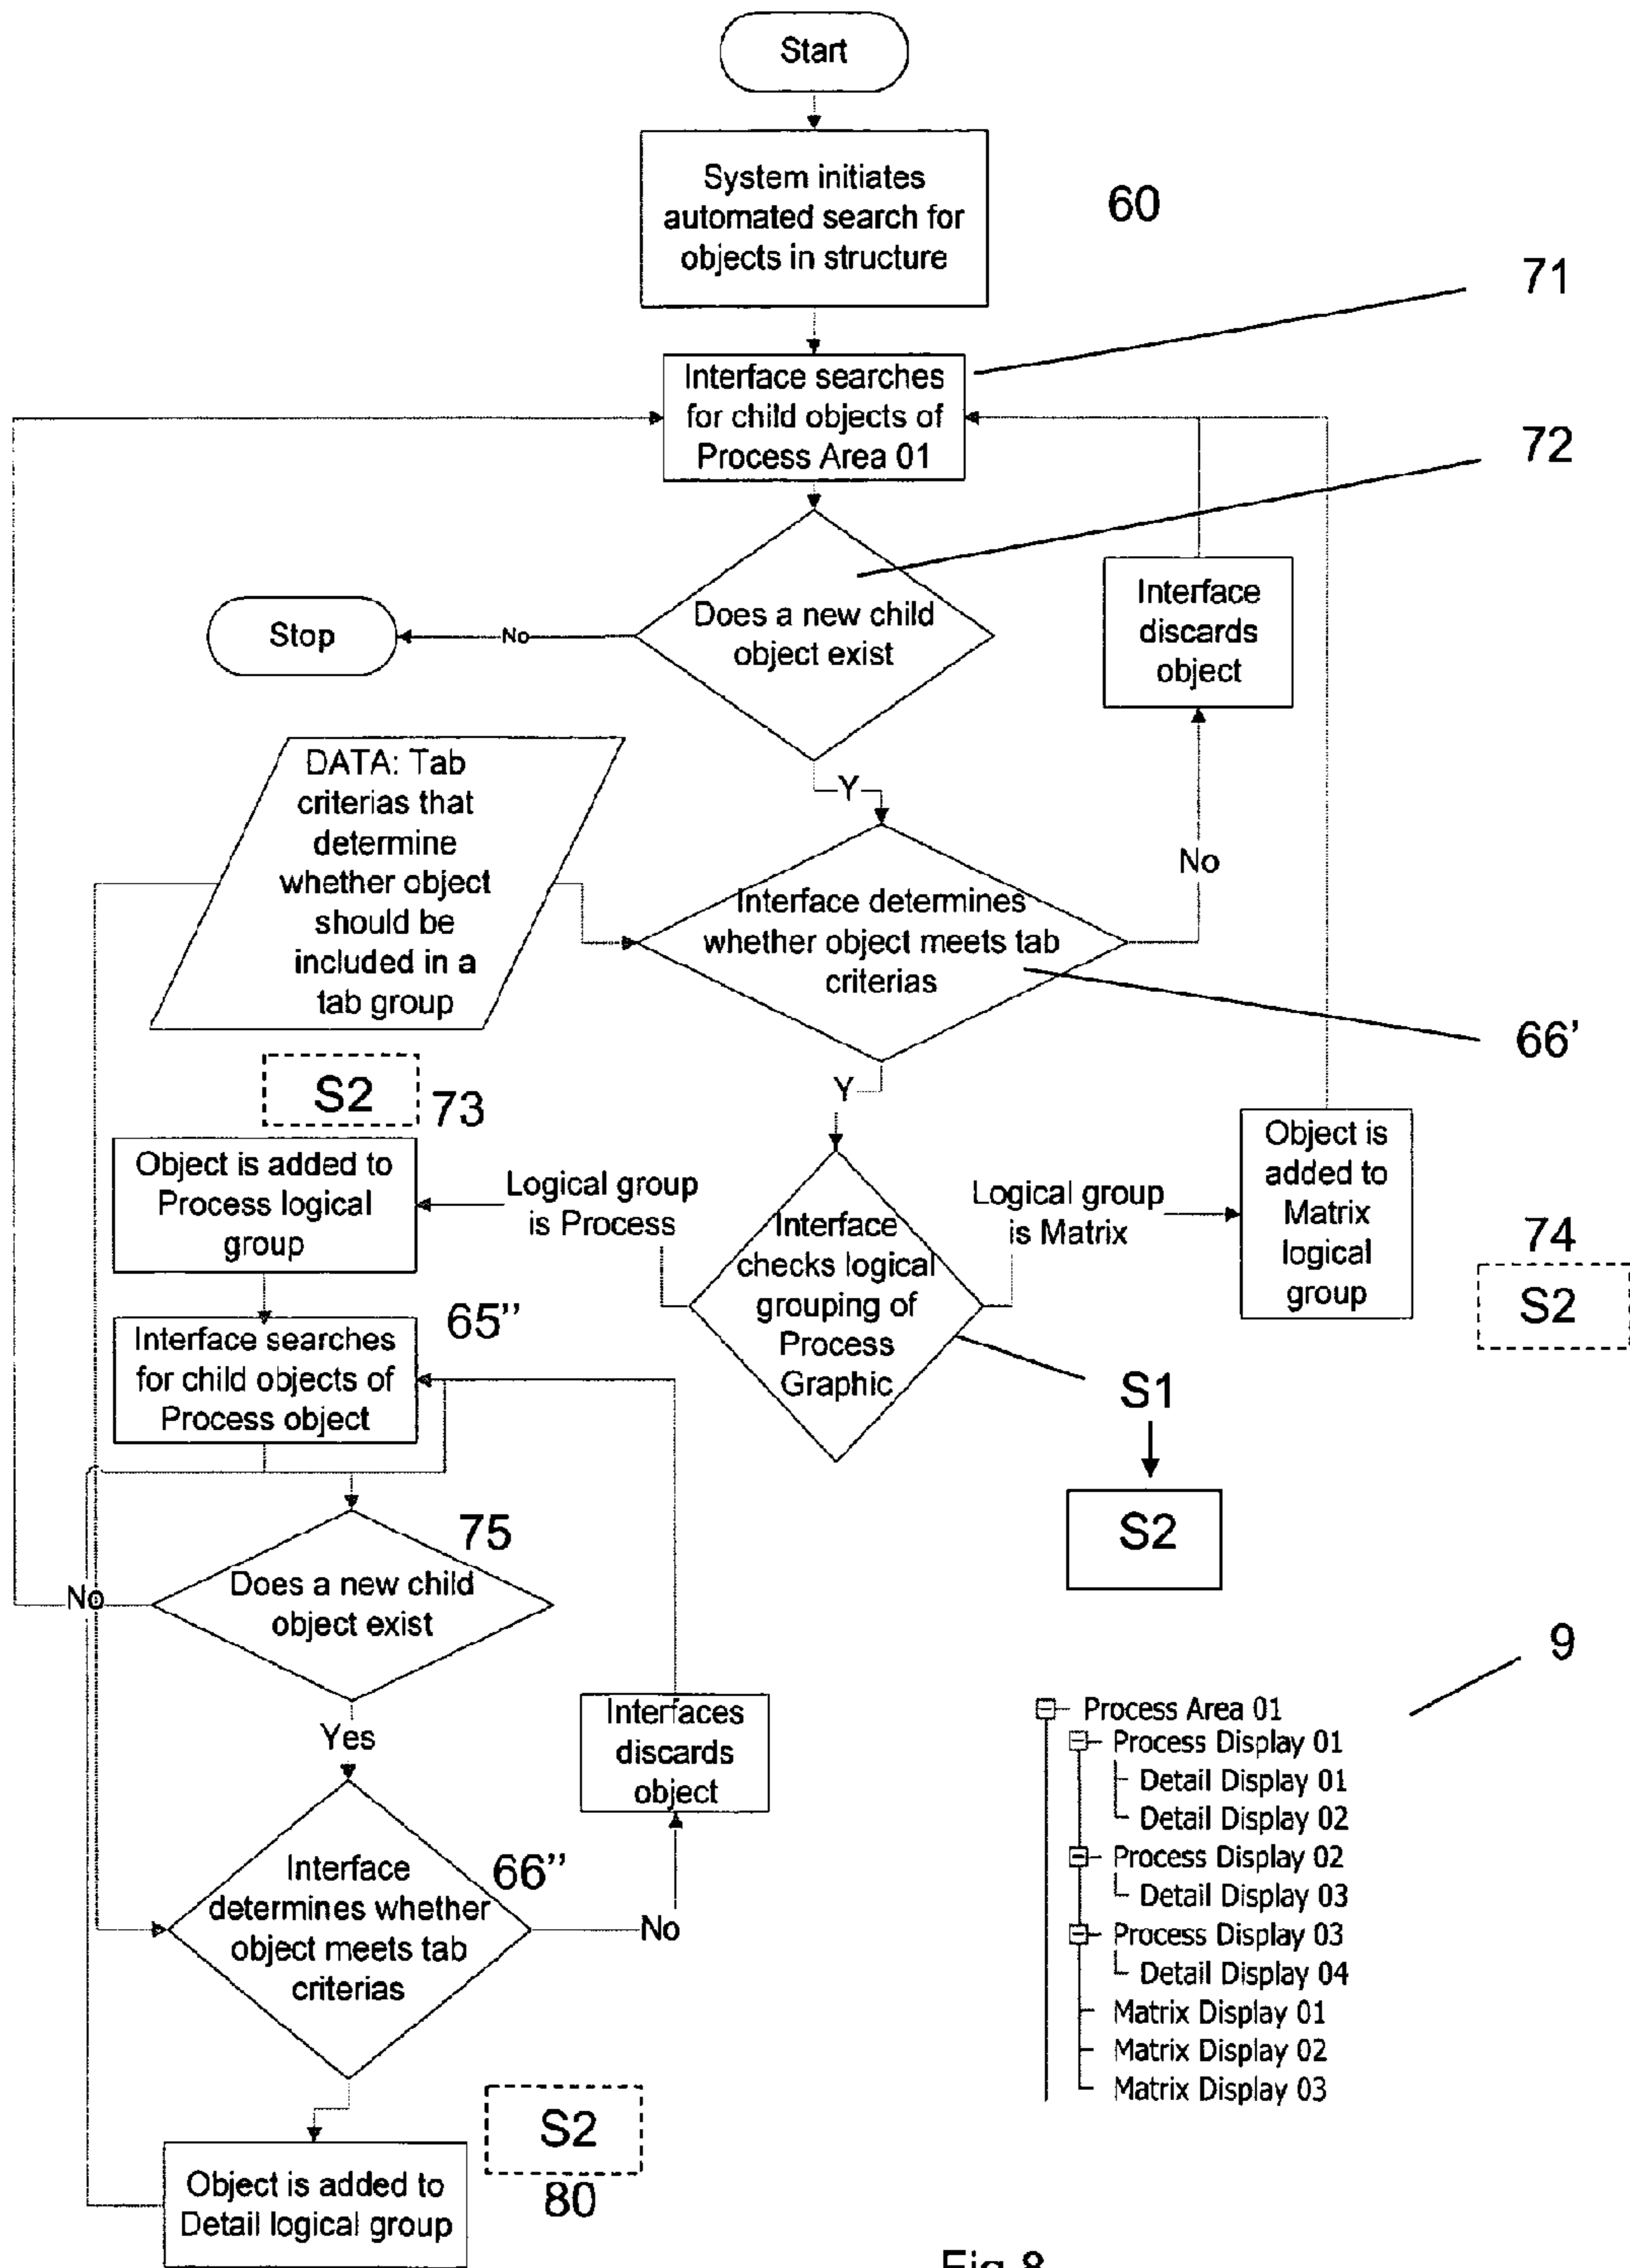 Start
System initiates
automated search for
objects in structure
60
71
Interface searches
for child objects of
Process Area 01
72
Does a new child
object exist
No
Stop
Interface
discards
object
Y
DATA: Tab
criterias that
determine
whether object
should be
included in a
tab group
Interface determines
whether object meets tab
criterias
No
66'
Y
S2
73
Object is added to
Process logical
group
Logical group
is Process
Interface
checks logical
grouping of
Process
Graphic
Logical group
is Matrix
Object is
added to
Matrix
logical
group
74
S2
65"
Interface searches
for child objects of
Process object
S1
S2
75
Does a new child
object exist
No
Yes
Interfaces
discards
object
66"
Interface
determines whether
object meets tab
criterias
No
9
Process Area 01
Process Display 01
Detail Display 01
Detail Display 02
Process Display 02
Detail Display 03
Process Display 03
Detail Display 04
Matrix Display 01
Matrix Display 02
Matrix Display 03
S2
80
Object is added to
Detail logical group
Fig 8